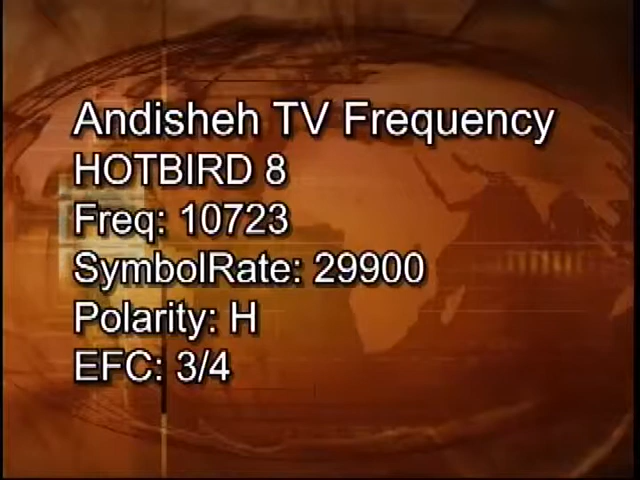 Andisheh TV Frequency
HOTBIRD 8
Freq: 10723
SymbolRate: 29900
Polarity: H
EFC: 3/4